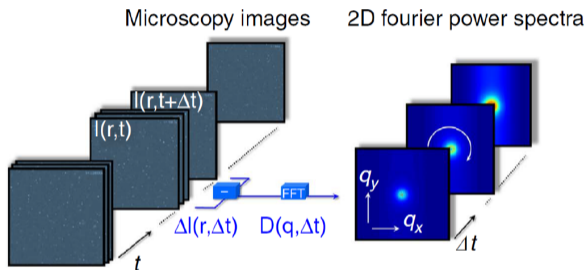 Microscopy images
2D fourier power spectra
I(r,t+Δt)
I(r,t)
−
FFT
ΔI(r,Δt)
D(q,Δt)
t
q_y
q_x
Δt